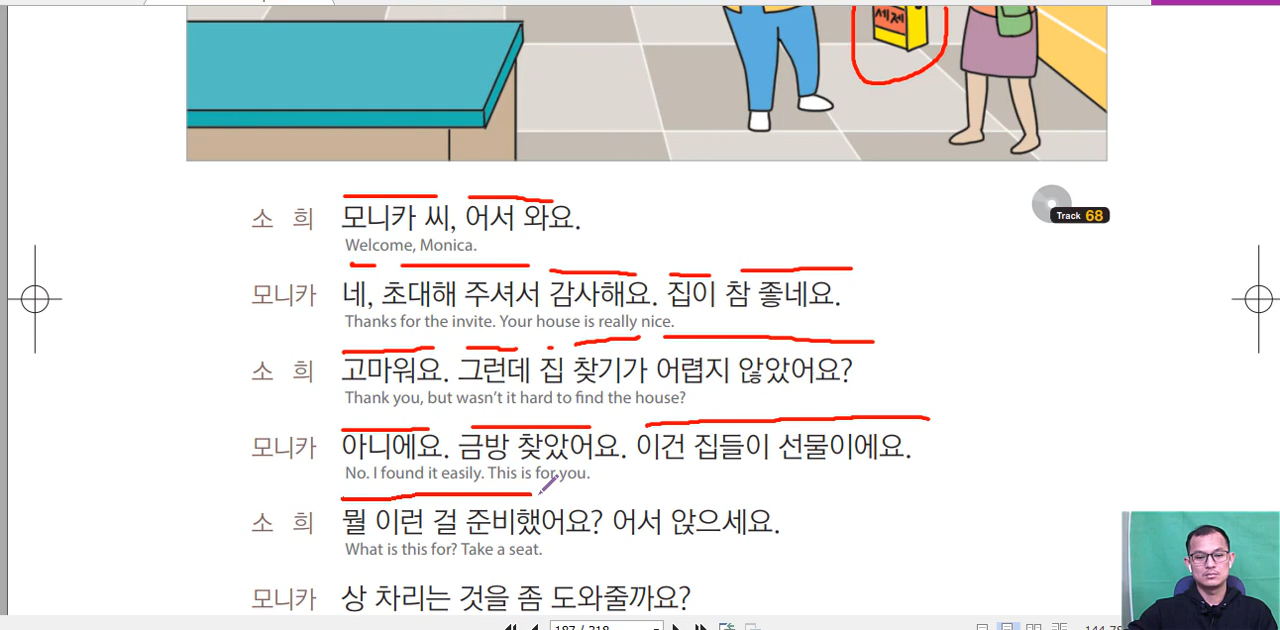 세제
소 희 모니카 씨, 어서 와요.
Welcome, Monica.
Track 68
모니카 네, 초대해 주셔서 감사해요. 집이 참 좋네요.
Thanks for the invite. Your house is really nice.
소 희 고마워요. 그런데 집 찾기가 어렵지 않았어요?
Thank you, but wasn't it hard to find the house?
모니카 아니에요. 금방 찾았어요. 이건 집들이 선물이에요.
No. I found it easily. This is for you.
소 희 뭘 이런 걸 준비했어요? 어서 앉으세요.
What is this for? Take a seat.
모니카 상 차리는 것을 좀 도와줄까요?
187 / 218